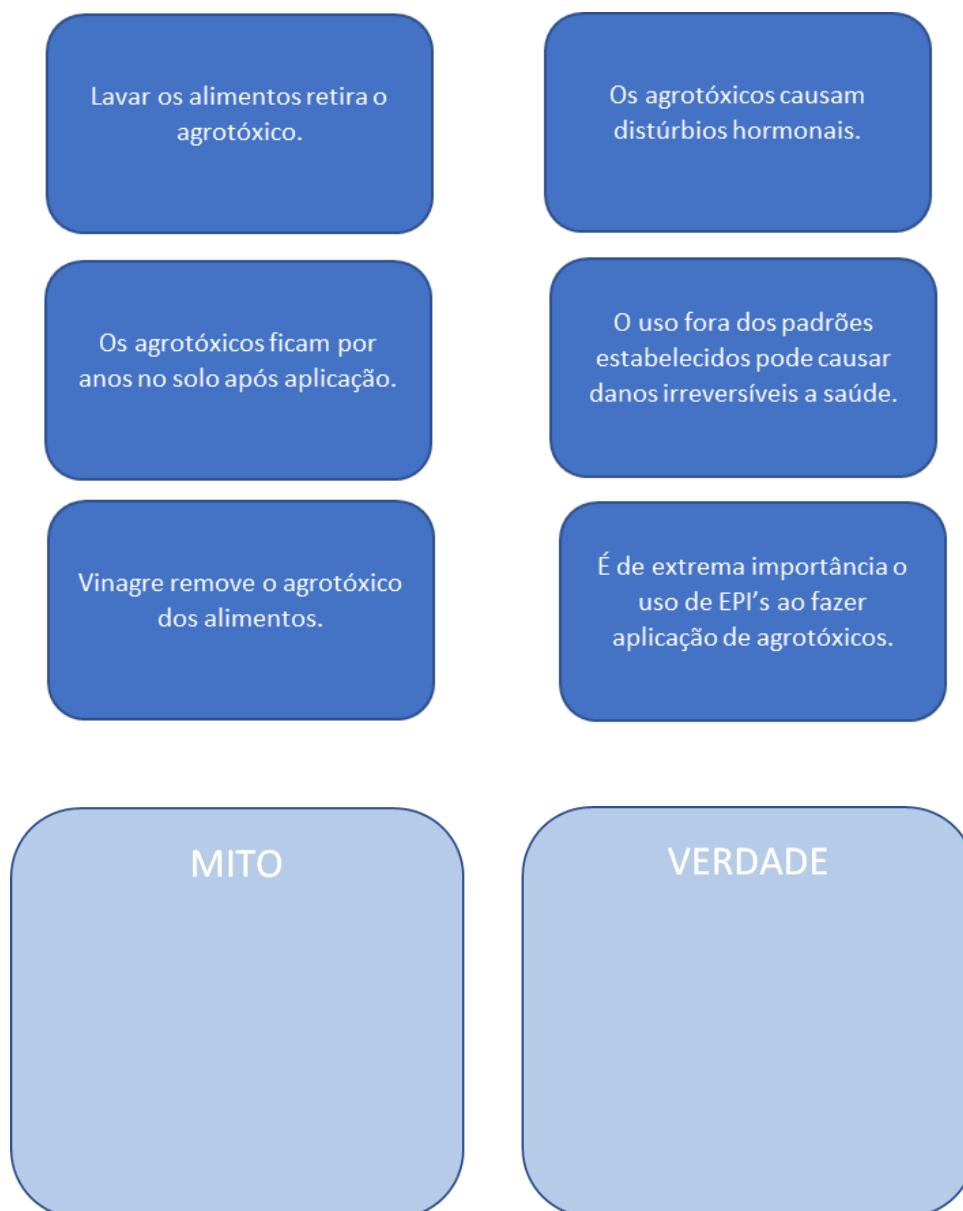 Lavar os alimentos retira o
agrotóxico.
Os agrotóxicos causam
distúrbios hormonais.
Os agrotóxicos ficam por
anos no solo após aplicação.
O uso fora dos padrões
estabelecidos pode causar
danos irreversíveis a saúde.
Vinagre remove o agrotóxico
dos alimentos.
É de extrema importância o
uso de EPI’s ao fazer
aplicação de agrotóxicos.
MITO
VERDADE